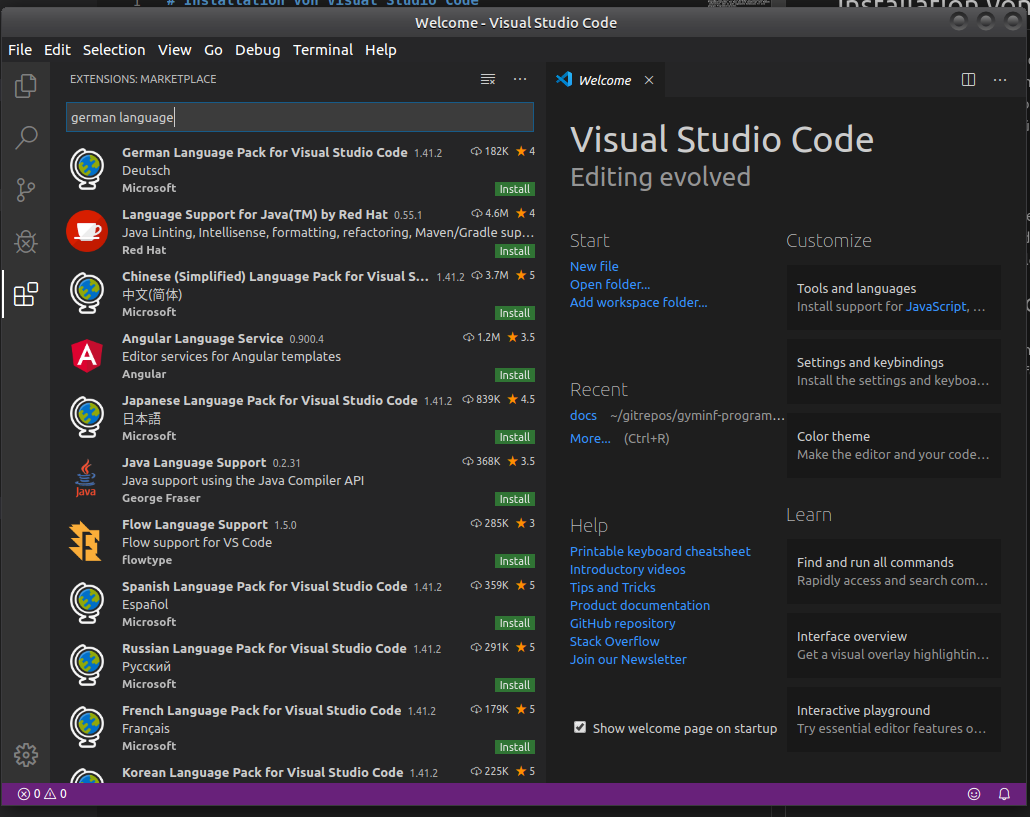 # Installation von Visual Studio Code
Welcome - Visual Studio Code
File Edit Selection View Go Debug Terminal Help
EXTENSIONS: MARKETPLACE
german language
German Language Pack for Visual Studio Code 1.41.2 182K ★ 4
Deutsch
Microsoft Install
Language Support for Java(TM) by Red Hat 0.55.1 4.6M ★ 4
Java Linting, Intellisense, formatting, refactoring, Maven/Gradle sup...
Red Hat Install
Chinese (Simplified) Language Pack for Visual S... 1.41.2 3.7M ★ 5
中文(简体)
Microsoft Install
Angular Language Service 0.900.4 1.2M ★ 3.5
Editor services for Angular templates
Angular Install
Japanese Language Pack for Visual Studio Code 1.41.2 839K ★ 4.5
日本語
Microsoft Install
Java Language Support 0.2.31 368K ★ 3.5
Java support using the Java Compiler API
George Fraser Install
Flow Language Support 1.5.0 285K ★ 3
Flow support for VS Code
flowtype Install
Spanish Language Pack for Visual Studio Code 1.41.2 359K ★ 5
Español
Microsoft Install
Russian Language Pack for Visual Studio Code 1.41.2 291K ★ 5
Русский
Microsoft Install
French Language Pack for Visual Studio Code 1.41.2 179K ★ 5
Français
Microsoft Install
Korean Language Pack for Visual Studio Code 1.41.2 225K ★ 5
Welcome
Visual Studio Code
Editing evolved
Start
New file
Open folder...
Add workspace folder...
Recent
docs ~/gitrepos/gyminf-program...
More... (Ctrl+R)
Help
Printable keyboard cheatsheet
Introductory videos
Tips and Tricks
Product documentation
GitHub repository
Stack Overflow
Join our Newsletter
Show welcome page on startup
Customize
Tools and languages
Install support for JavaScript, ...
Settings and keybindings
Install the settings and keyboa...
Color theme
Make the editor and your code...
Learn
Find and run all commands
Rapidly access and search com...
Interface overview
Get a visual overlay highlightin...
Interactive playground
Try essential editor features o...
0 0